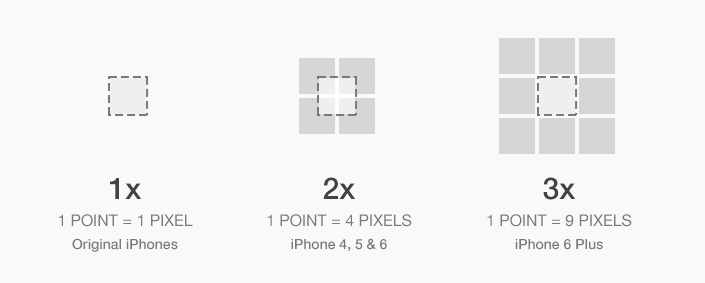 1x
1 POINT = 1 PIXEL
Original iPhones
2x
1 POINT = 4 PIXELS
iPhone 4, 5 & 6
3x
1 POINT = 9 PIXELS
iPhone 6 Plus